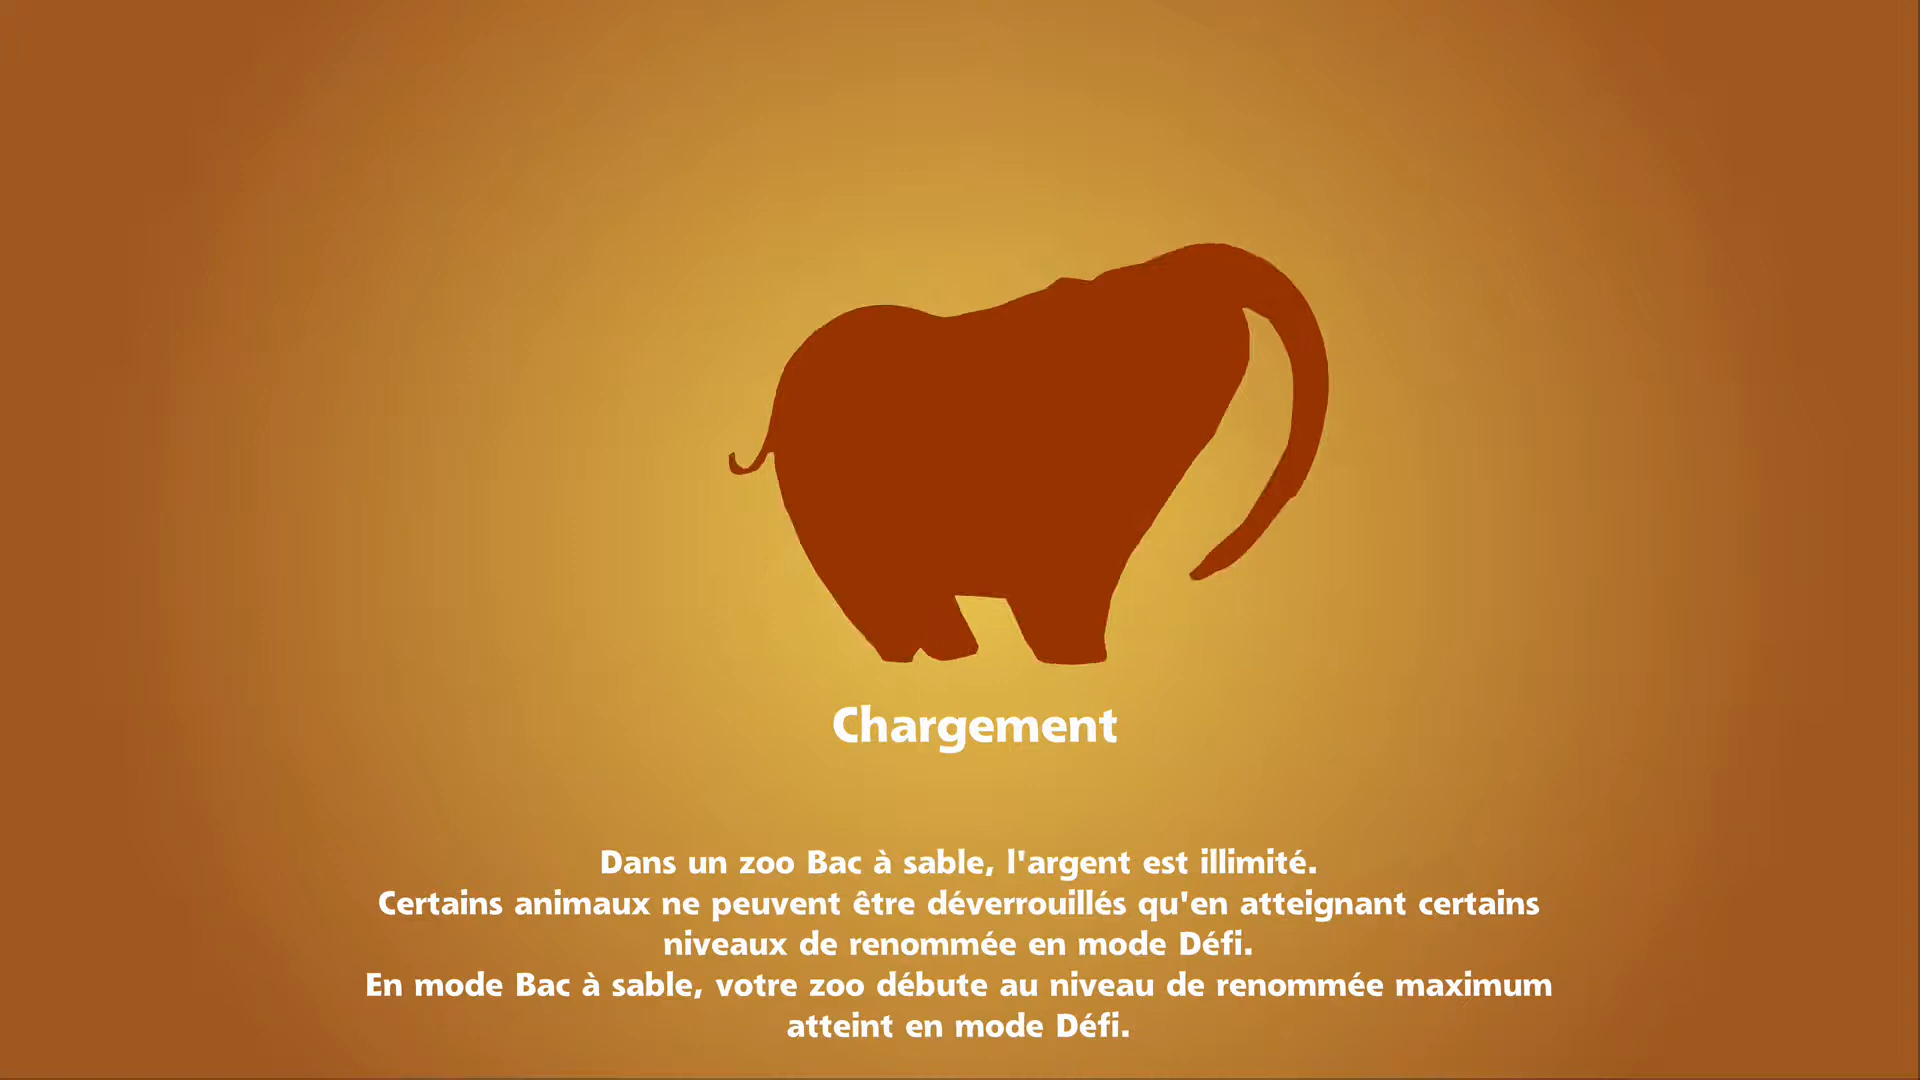 Chargement
Dans un zoo Bac à sable, l'argent est illimité.
Certains animaux ne peuvent être déverrouillés qu'en atteignant certains
niveaux de renommée en mode Défi.
En mode Bac à sable, votre zoo débute au niveau de renommée maximum
atteint en mode Défi.